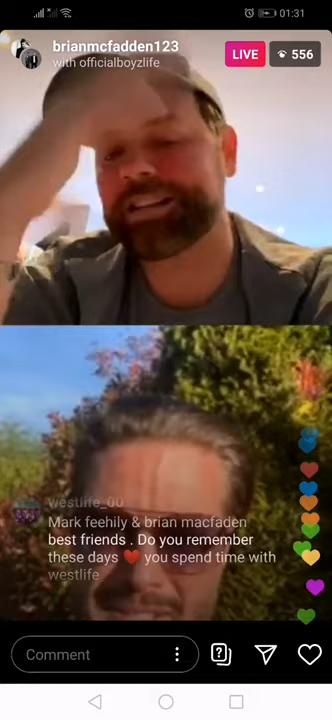 01:31
brianmcfadden123
with officialboyzlife
LIVE
556
westlife_00
Mark feehily & brian macfaden
best friends . Do you remember
these days ❤️ you spend time with
westlife
Comment